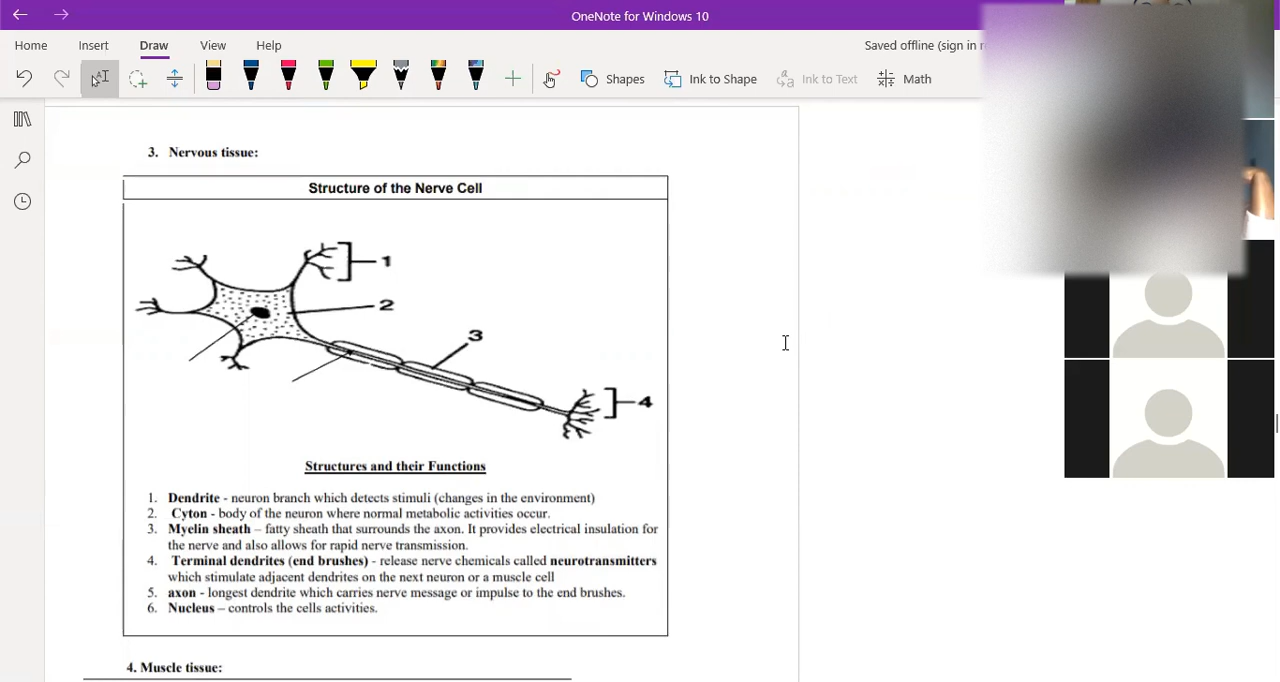 OneNote for Windows 10
Home Insert Draw View Help
Saved offline (sign in
Shapes Ink to Shape Ink to Text Math
3. Nervous tissue:
Structure of the Nerve Cell
1
2
3
4
Structures and their Functions
1. Dendrite - neuron branch which detects stimuli (changes in the environment)
2. Cyton - body of the neuron where normal metabolic activities occur.
3. Myelin sheath – fatty sheath that surrounds the axon. It provides electrical insulation for
the nerve and also allows for rapid nerve transmission.
4. Terminal dendrites (end brushes) - release nerve chemicals called neurotransmitters
which stimulate adjacent dendrites on the next neuron or a muscle cell
5. axon - longest dendrite which carries nerve message or impulse to the end brushes.
6. Nucleus – controls the cells activities.
4. Muscle tissue: